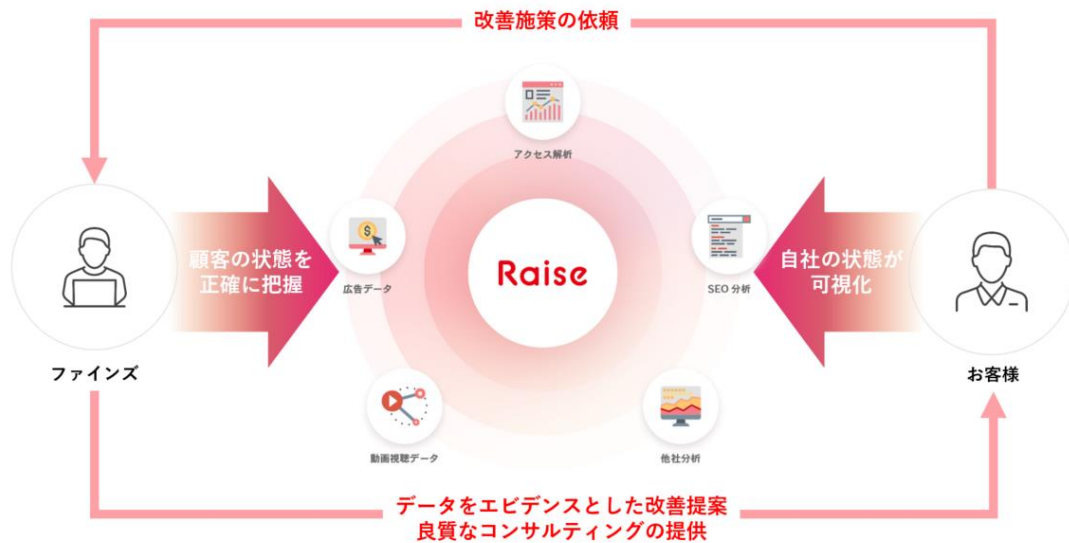 改善施策の依頼
アクセス解析
顧客の状態を
正確に把握
広告データ
Raise
SEO 分析
自社の状態が
可視化
ファインズ
お客様
動画視聴データ
他社分析
データをエビデンスとした改善提案
良質なコンサルティングの提供